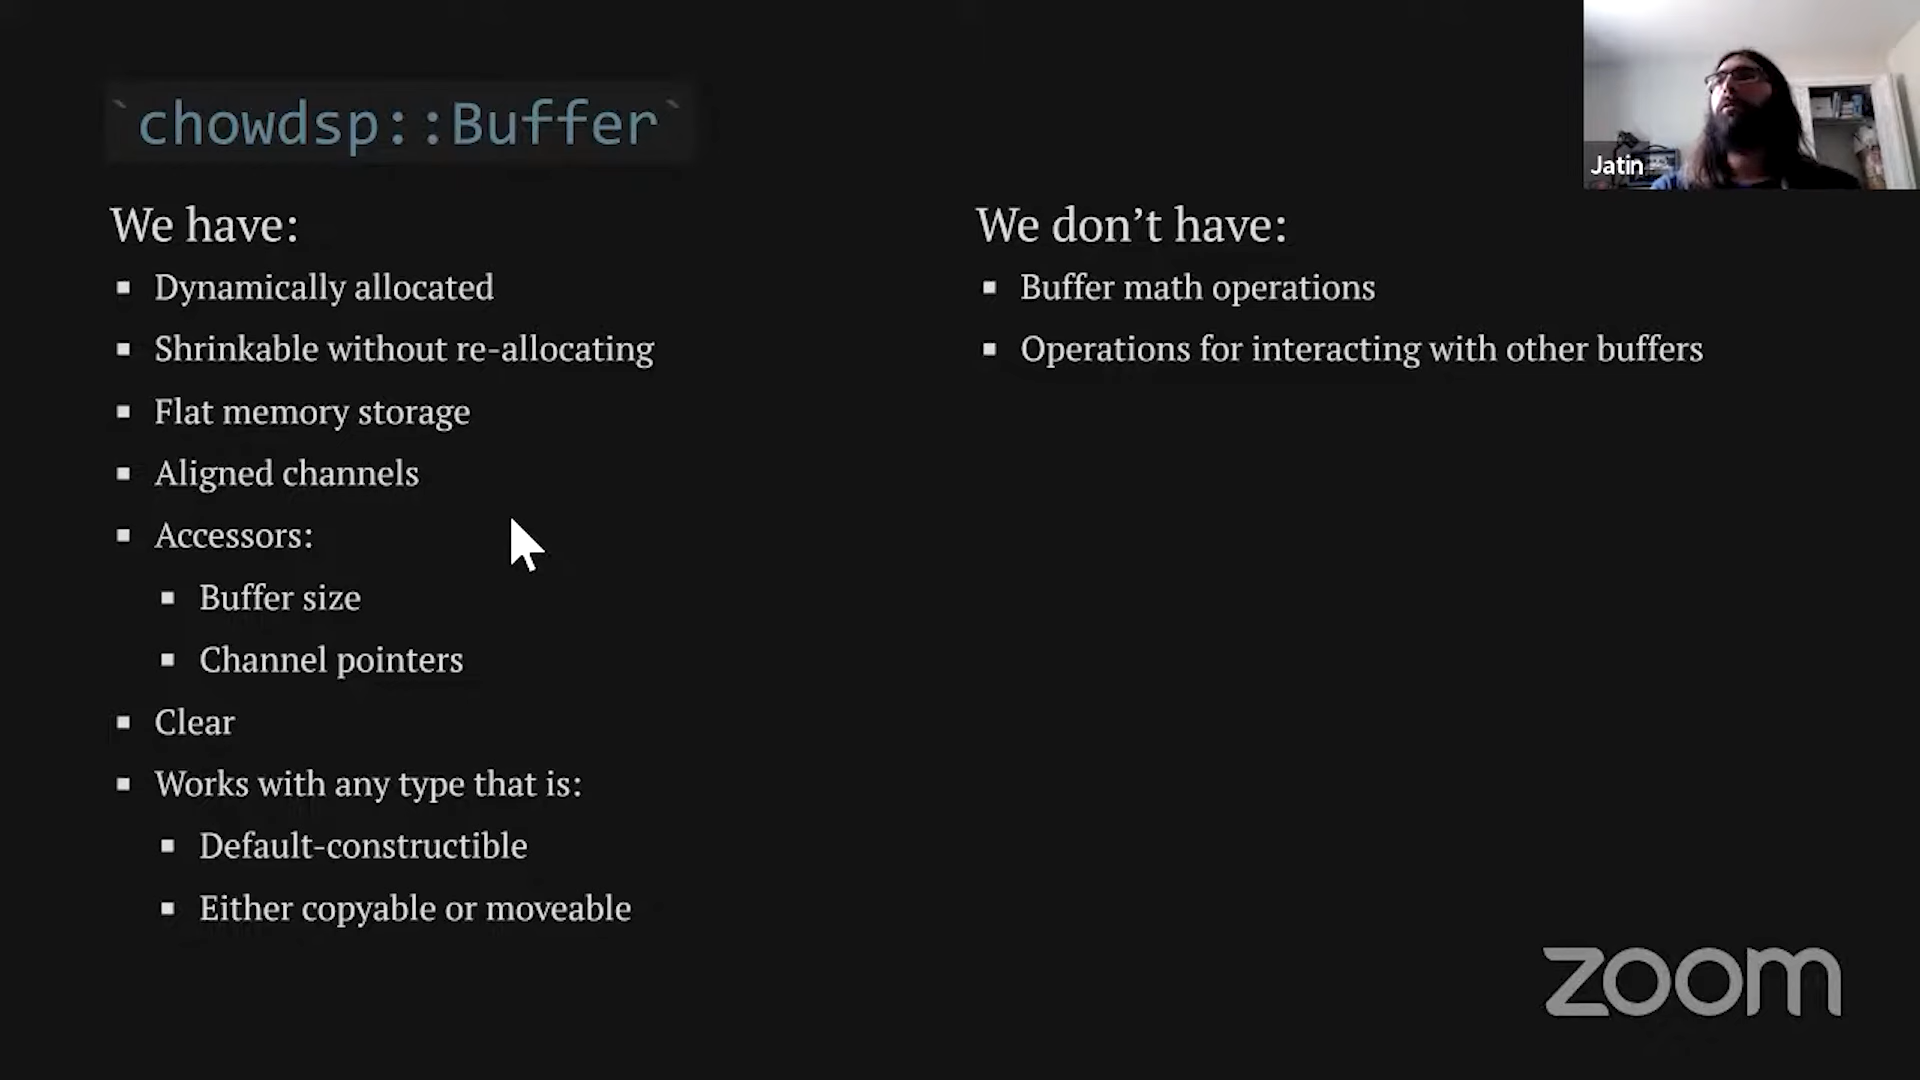 `chowdsp::Buffer`
We have:
▪ Dynamically allocated
▪ Shrinkable without re-allocating
▪ Flat memory storage
▪ Aligned channels
▪ Accessors:
▪ Buffer size
▪ Channel pointers
▪ Clear
▪ Works with any type that is:
▪ Default-constructible
▪ Either copyable or moveable
We don’t have:
▪ Buffer math operations
▪ Operations for interacting with other buffers
Jatin
zoom